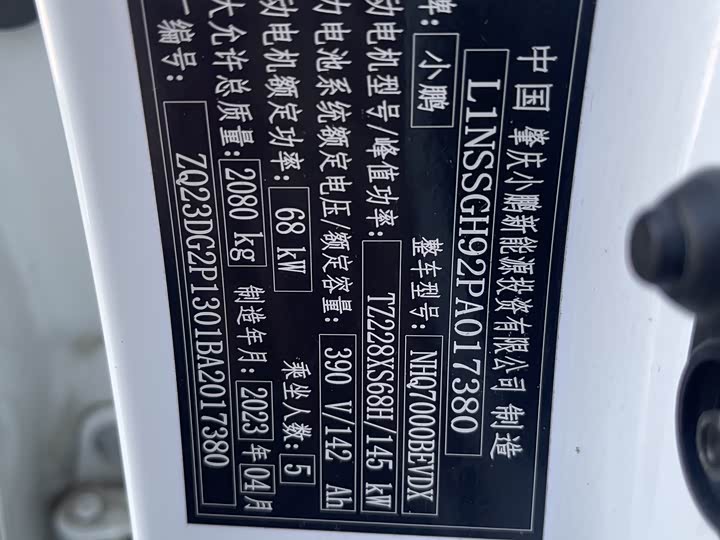 中国 肇庆小鹏新能源投资有限公司 制造
L1NSSGH92PA017380
牌: 小鹏 整车型号: NHQ7000BEVDX
动电机型号/峰值功率: TZ228XS68H/145 kW
力电池系统额定电压/额定容量: 390 V/142 Ah
动电机额定功率: 68 kW 乘坐人数: 5
大允许总质量: 2080 kg 制造年月: 2023 年 04 月
编号: ZQ23DG2P1301BA2017380